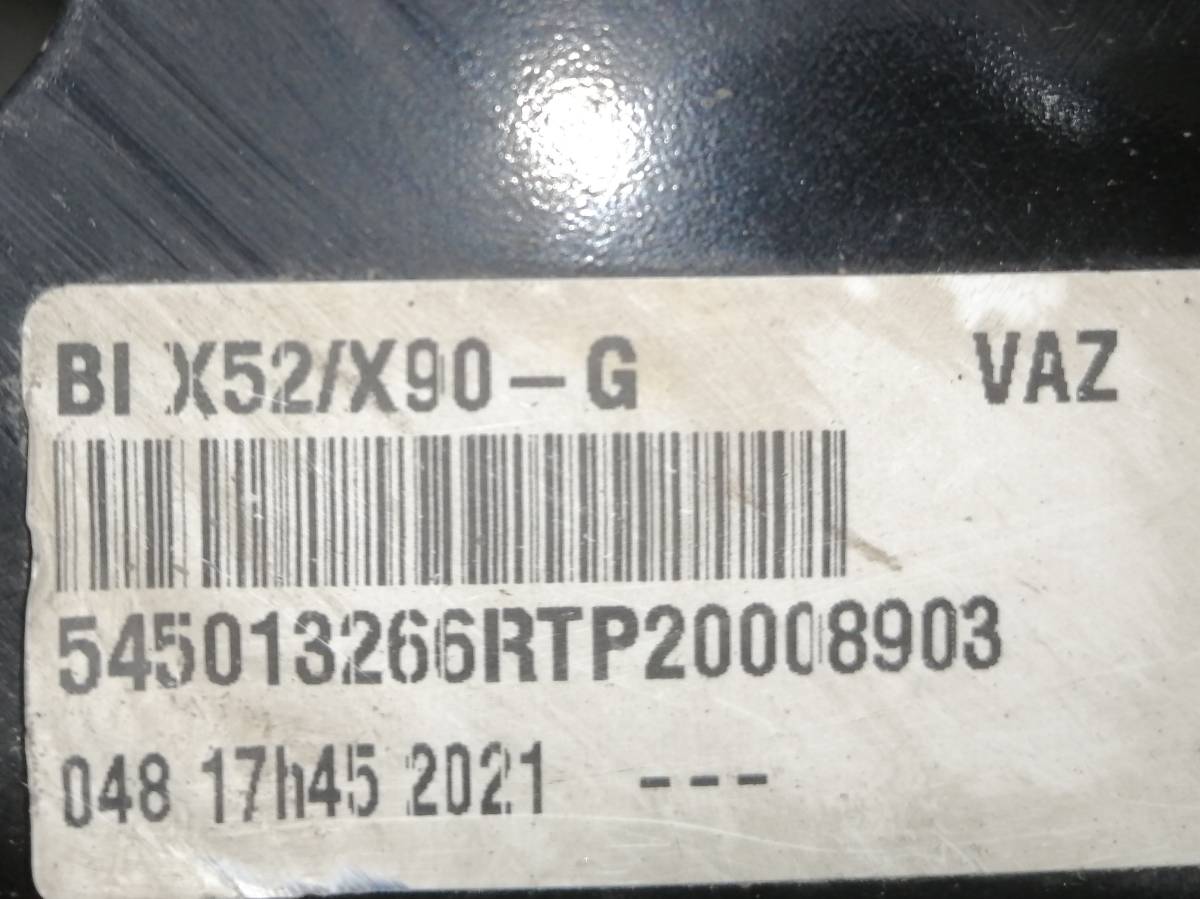 BI X52/X90-G VAZ
545013266RTP20008903
048 17h45 2021 ---